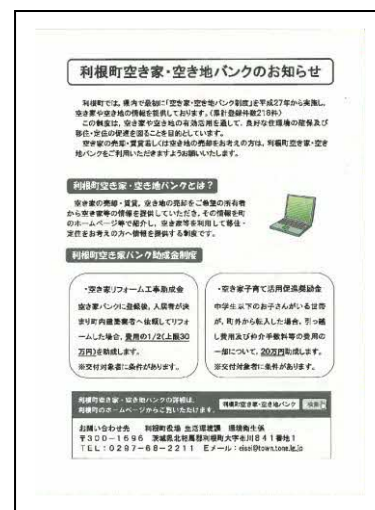 利根町空き家・空き地バンクのお知らせ
利根町では、県内で最初に「空き家・空き地バンク制度」を平成27年から実施し、
空き家や空き地の情報を提供しております。(累計登録件数218件)
この制度は、空き家や空き地の有効活用を通して、良好な住環境の確保及び
移住・定住の促進を図ることを目的としています。
空き家の売却・賃貸若しくは空き地の売却をお考えの方は、利根町空き家・空き
地バンクをご利用いただきますようお願いいたします。
利根町空き家・空き地バンクとは?
空き家の売却・賃貸、空き地の売却をご希望の所有者
から空き家等の情報を提供していただき、その情報を町
のホームページ等で紹介し、空き家等を利用して移住・
定住をお考えの方へ情報を提供する制度です。
利根町空き家バンク助成金制度
・空き家リフォーム工事助成金
空き家バンクに登録後、入居者が決
まり町内建築業者へ依頼してリフォ
ームした場合、費用の1/2(上限30
万円)を助成します。
※交付対象者に条件があります。
・空き家子育て活用促進奨励金
中学生以下のお子さんがいる世帯
が、町外から転入した場合、引っ越
し費用及び仲介手数料等の費用の
一部について、20万円助成します。
※交付対象者に条件があります。
利根町空き家・空き地バンクの詳細は、
利根町のホームページからご覧いただけます。
利根町空き家・空き地バンク 検索
お問い合わせ先 利根町役場 生活環境課 環境衛生係
〒300-1696 茨城県北相馬郡利根町大字布川841番地1
TEL:0297-68-2211 Eメール:eisei@town.tone.lg.jp